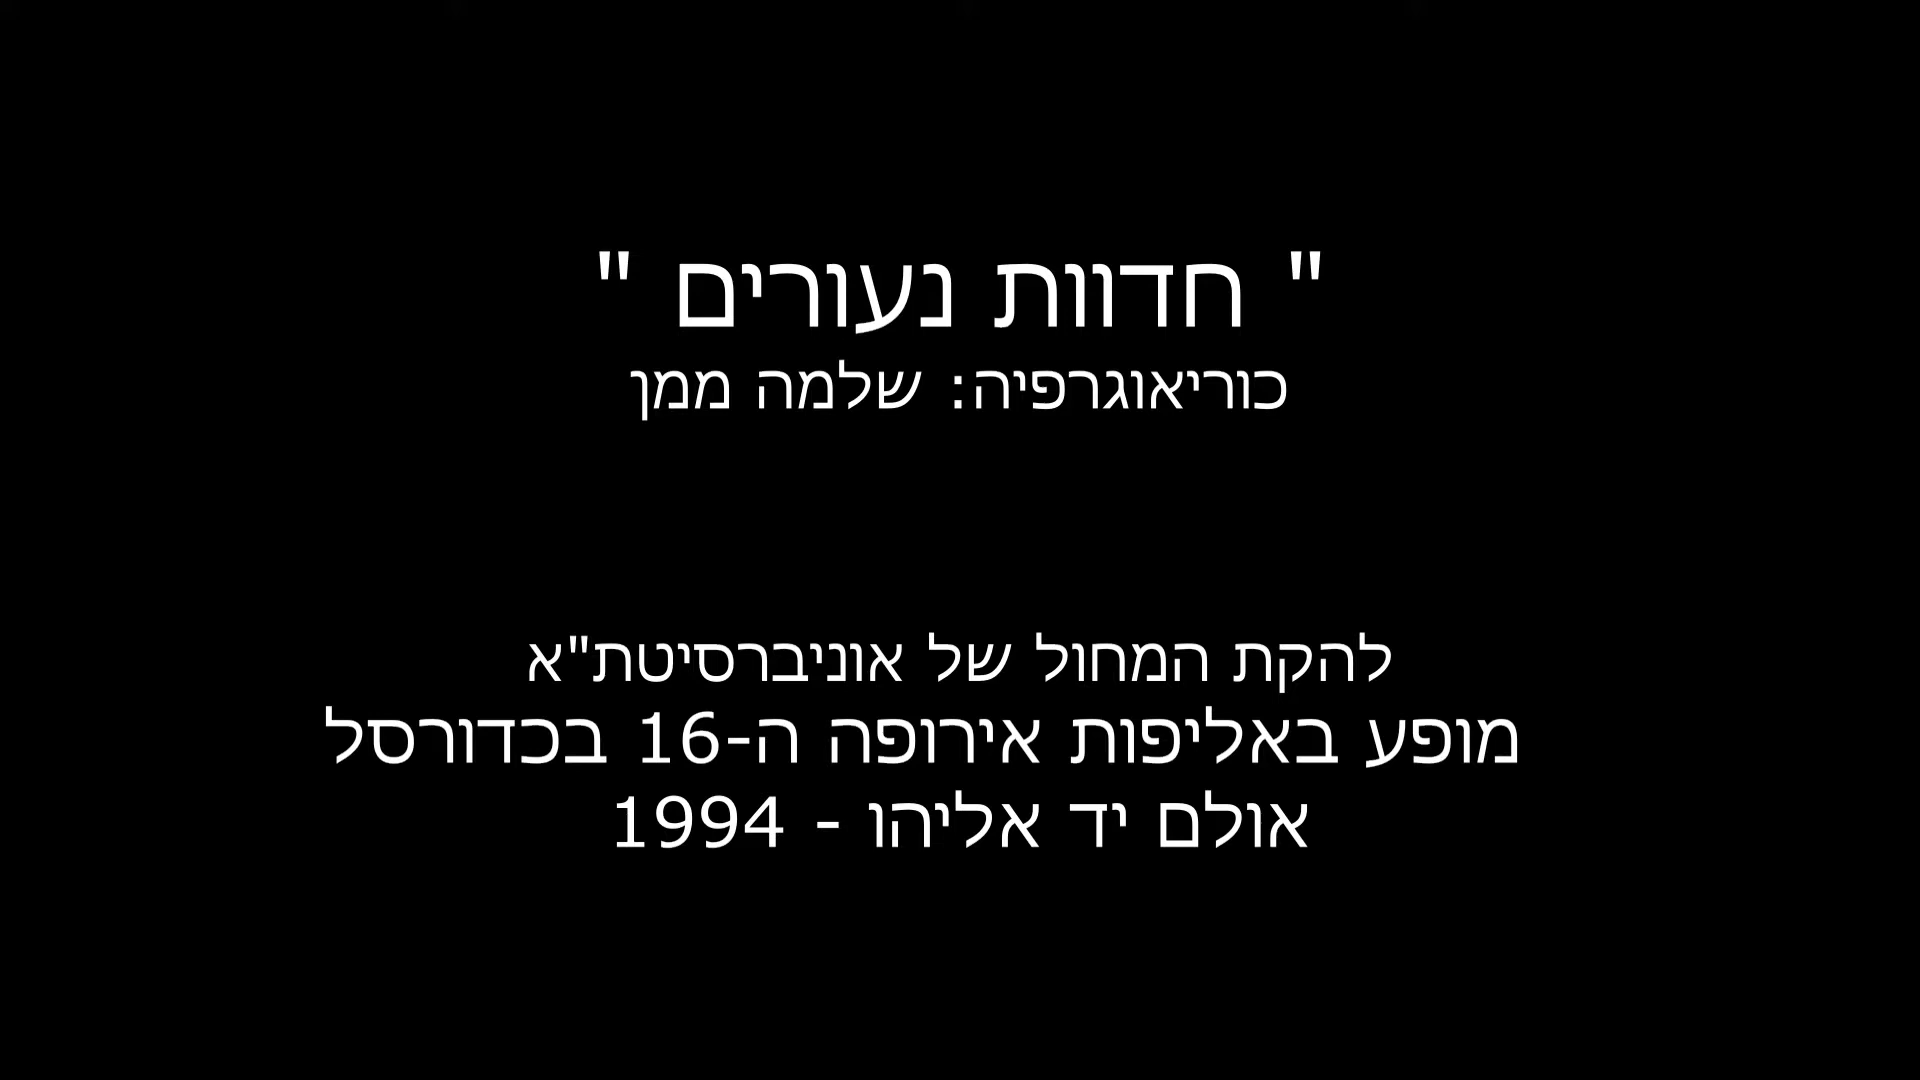 " חדוות נעורים "
כוריאוגרפיה: שלמה ממן
להקת המחול של אוניברסיטת"א
מופע באליפות אירופה ה-16 בכדורסל
אולם יד אליהו - 1994